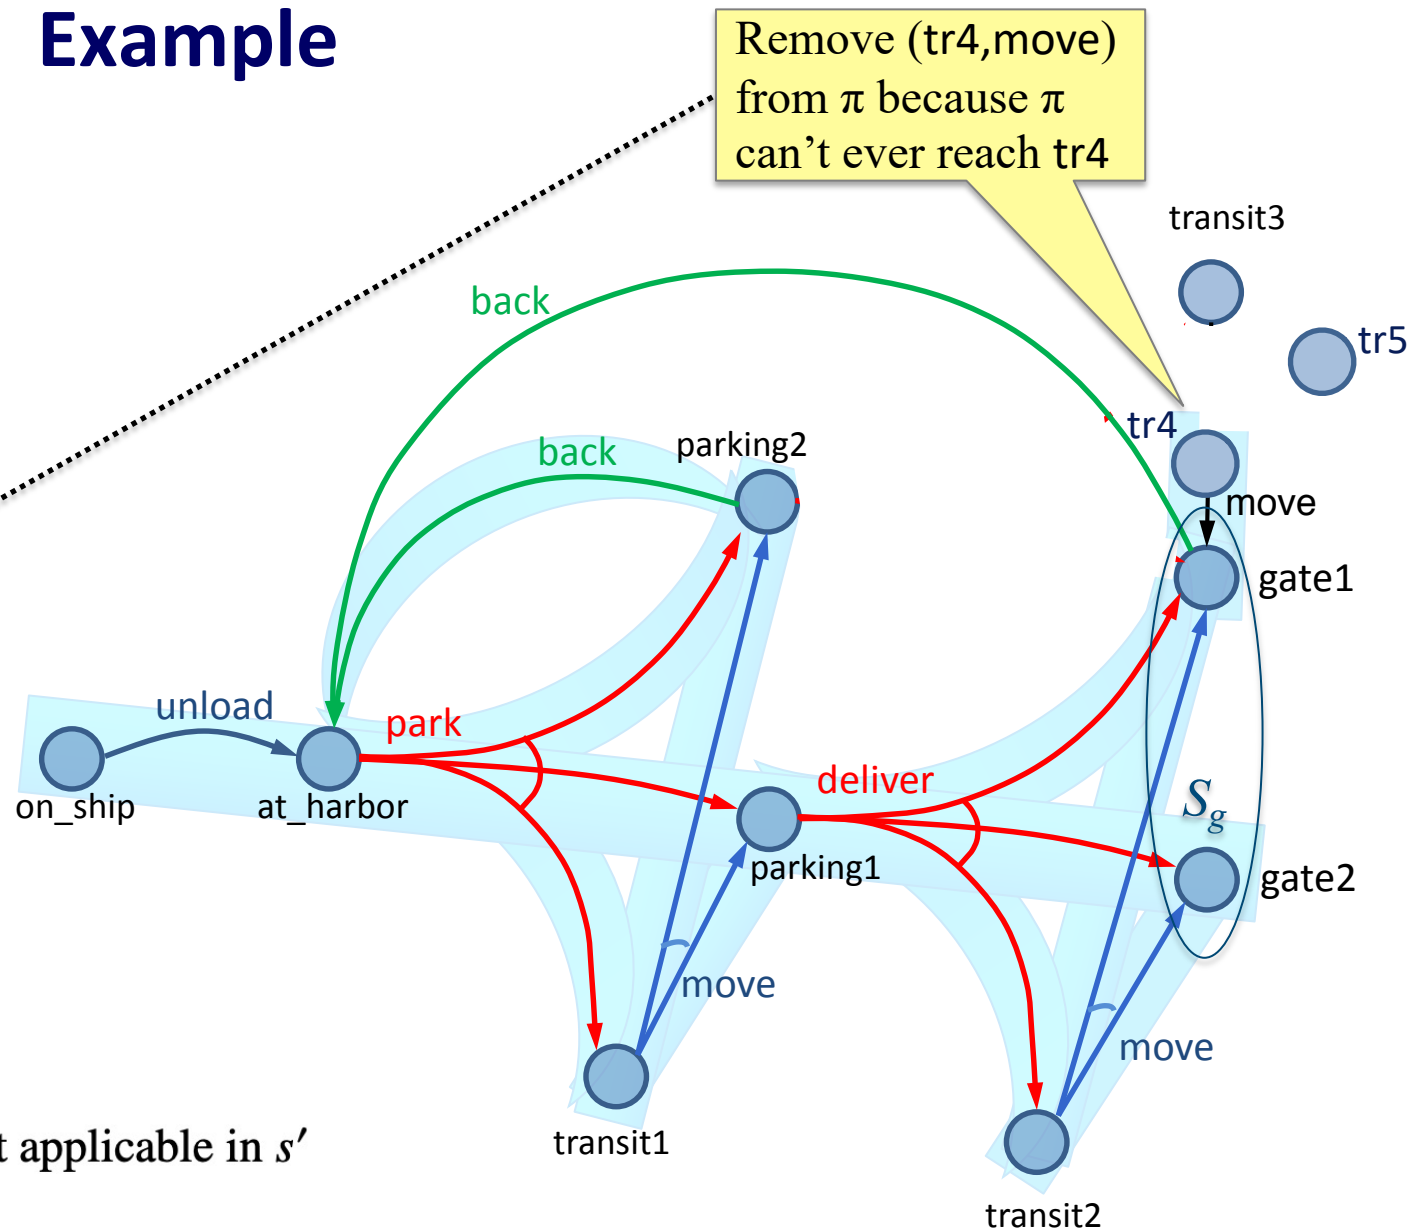 Example
Remove (tr4,move)
from π because π
can't ever reach tr4
transit3
tr5
back
tr4
parking2
back
move
gate1
unload
park
deliver
S_g
on_ship
at_harbor
parking1
gate2
move
move
transit1
t applicable in s′
transit2